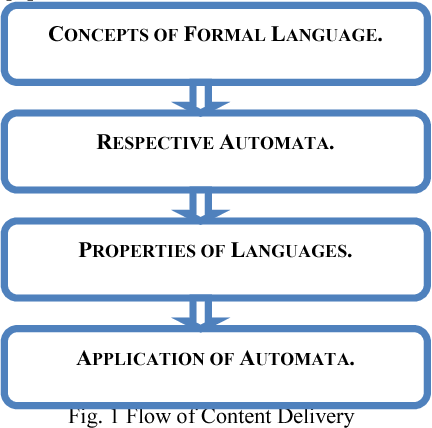 CONCEPTS OF FORMAL LANGUAGE.
RESPECTIVE AUTOMATA.
PROPERTIES OF LANGUAGES.
APPLICATION OF AUTOMATA.
Fig. 1 Flow of Content Delivery